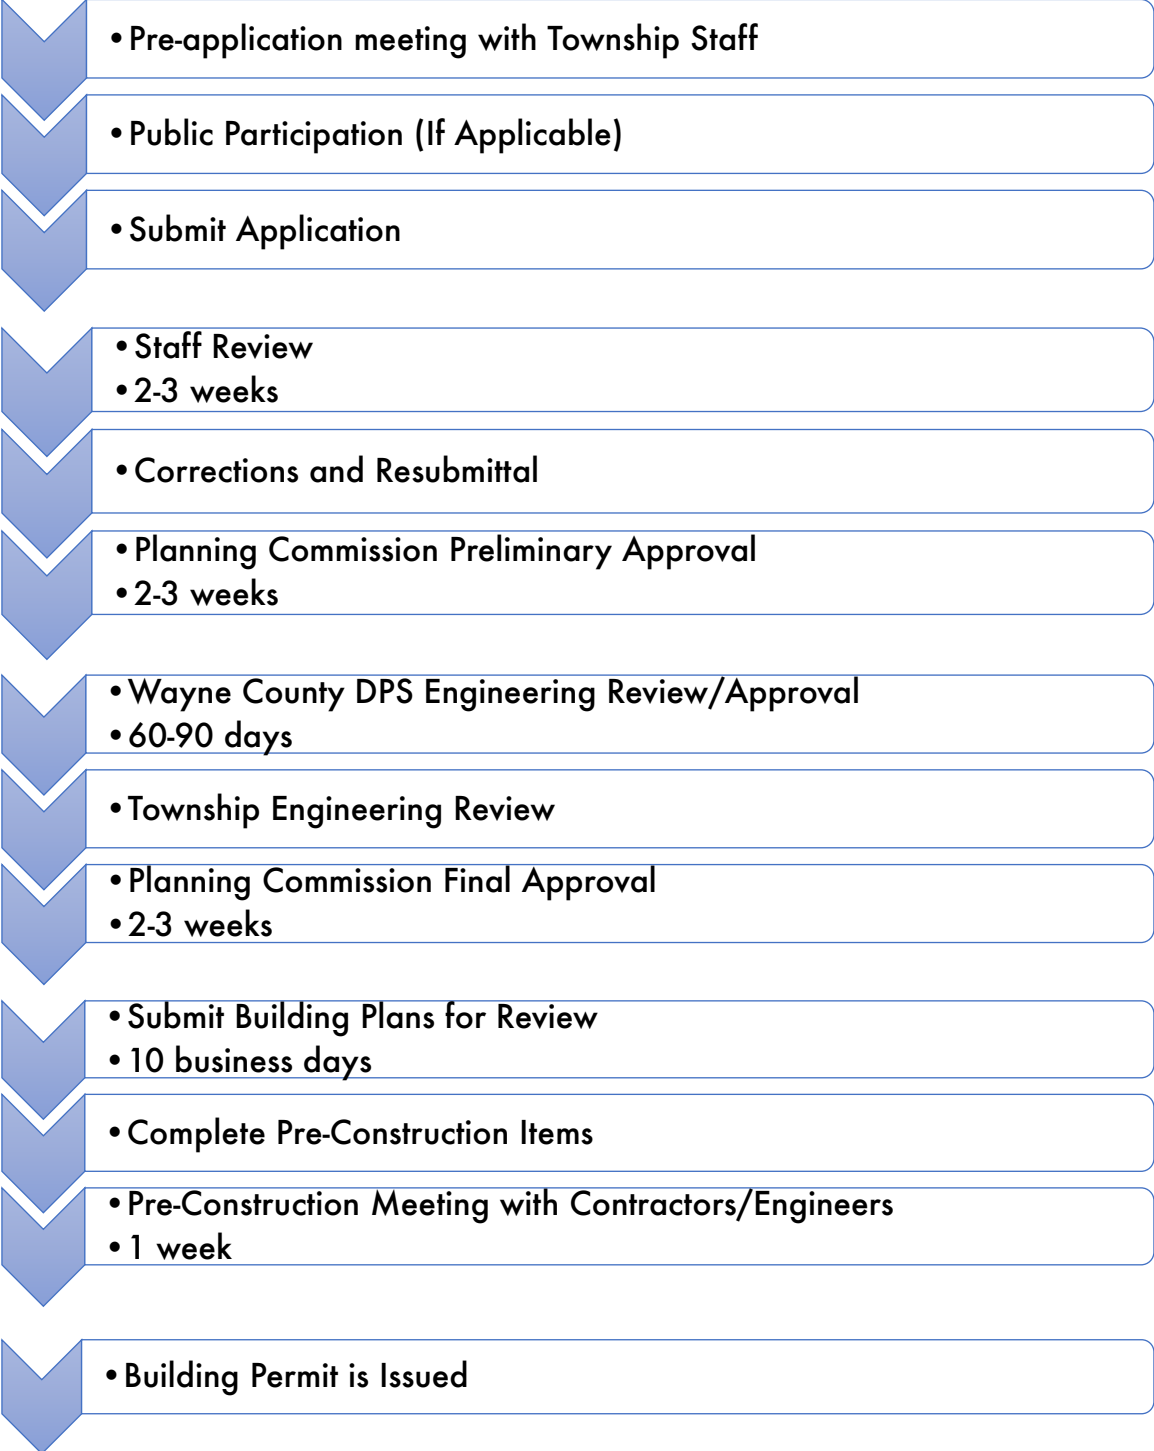 •Pre-application meeting with Township Staff
•Public Participation (If Applicable)
•Submit Application
•Staff Review
•2-3 weeks
•Corrections and Resubmittal
•Planning Commission Preliminary Approval
•2-3 weeks
•Wayne County DPS Engineering Review/Approval
•60-90 days
•Township Engineering Review
•Planning Commission Final Approval
•2-3 weeks
•Submit Building Plans for Review
•10 business days
•Complete Pre-Construction Items
•Pre-Construction Meeting with Contractors/Engineers
•1 week
•Building Permit is Issued